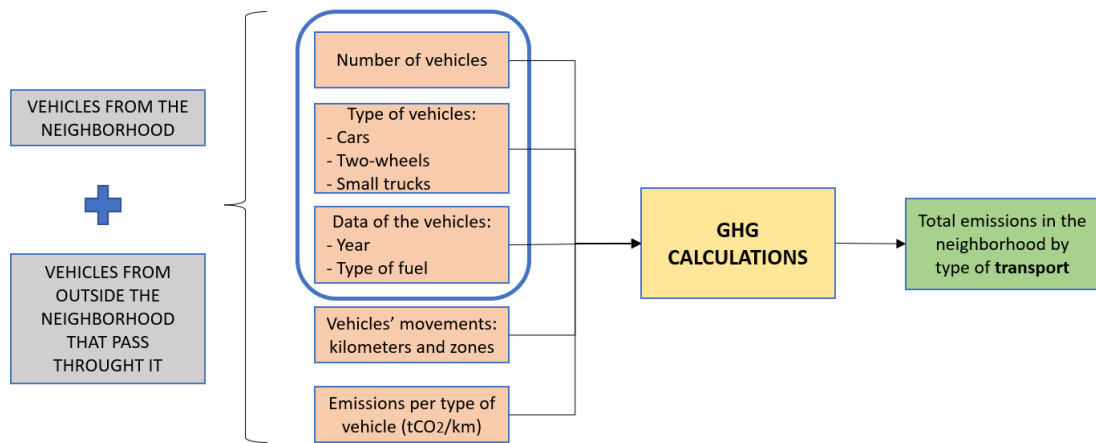 VEHICLES FROM THE
NEIGHBORHOOD
VEHICLES FROM
OUTSIDE THE
NEIGHBORHOOD
THAT PASS
THROUGHT IT
Number of vehicles
Type of vehicles:
- Cars
- Two-wheels
- Small trucks
Data of the vehicles:
- Year
- Type of fuel
Vehicles’ movements:
kilometers and zones
Emissions per type of
vehicle (tCO2/km)
GHG
CALCULATIONS
Total emissions in the
neighborhood by
type of transport